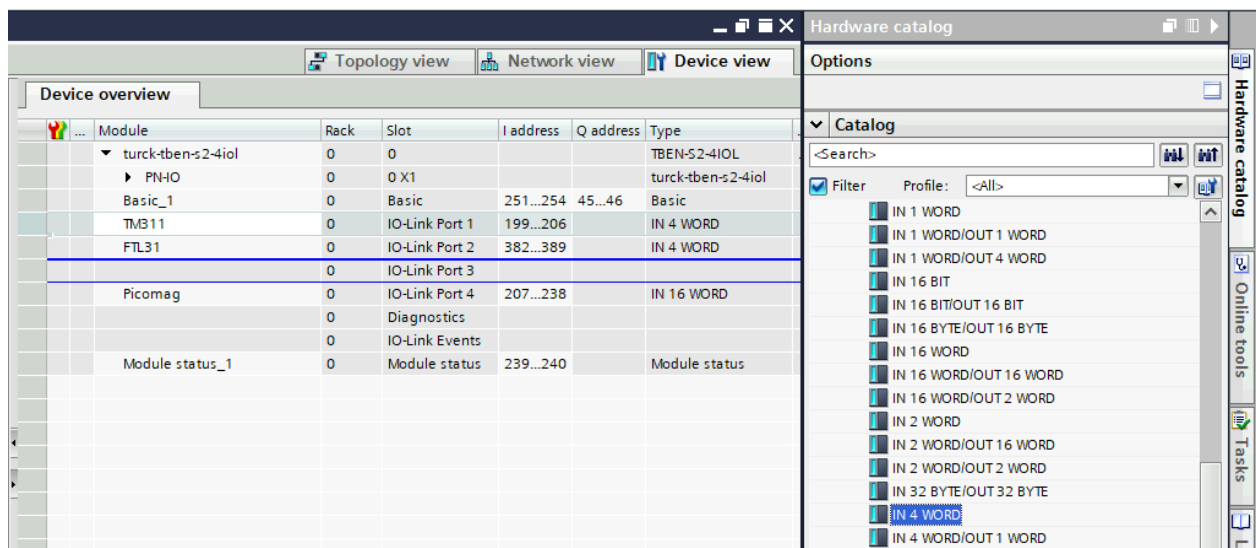 Hardware catalog
Topology view Network view Device view Options
Device overview
... Module Rack Slot I address Q address Type
turck-tben-s2-4iol 0 0 TBEN-S2-4IOL
PN-IO 0 0 X1 turck-tben-s2-4iol
Basic_1 0 Basic 251...254 45...46 Basic
TM311 0 IO-Link Port 1 199...206 IN 4 WORD
FTL31 0 IO-Link Port 2 382...389 IN 4 WORD
0 IO-Link Port 3
Picomag 0 IO-Link Port 4 207...238 IN 16 WORD
0 Diagnostics
0 IO-Link Events
Module status_1 0 Module status 239...240 Module status
Catalog
<Search>
Filter Profile: <All>
IN 1 WORD
IN 1 WORD/OUT 1 WORD
IN 1 WORD/OUT 4 WORD
IN 16 BIT
IN 16 BIT/OUT 16 BIT
IN 16 BYTE/OUT 16 BYTE
IN 16 WORD
IN 16 WORD/OUT 16 WORD
IN 16 WORD/OUT 2 WORD
IN 2 WORD
IN 2 WORD/OUT 16 WORD
IN 2 WORD/OUT 2 WORD
IN 32 BYTE/OUT 32 BYTE
IN 4 WORD
IN 4 WORD/OUT 1 WORD
Hardware catalog
Online tools
Tasks